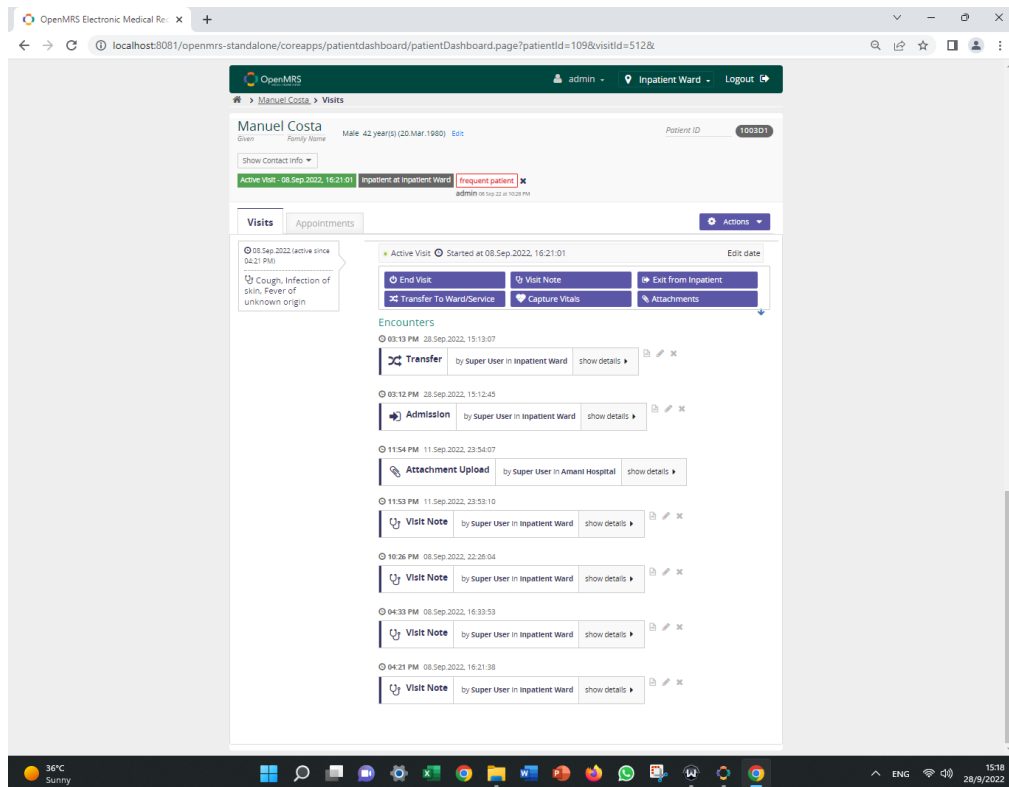 OpenMRS Electronic Medical Rec
localhost:8081/openmrs-standalone/coreapps/patientdashboard/patientDashboard.page?patientId=109&visitId=512&
OpenMRS admin Inpatient Ward Logout
Manuel Costa Visits
Manuel Costa Male 42 year(s) (20.Mar.1980) Edit Patient ID 1003D1
Given Family Name
Show Contact Info
Active Visit - 08.Sep.2022, 16:21:01 Inpatient at Inpatient Ward frequent patient
admin 08 Sep 22 at 10:28 PM
Visits Appointments Actions
08.Sep.2022 (active since
04:21 PM)
Cough, Infection of
skin, Fever of
unknown origin
Active Visit Started at 08.Sep.2022, 16:21:01 Edit date
End Visit Visit Note Exit from Inpatient
Transfer To Ward/Service Capture Vitals Attachments
Encounters
03:13 PM 28.Sep.2022, 15:13:07
Transfer by Super User in Inpatient Ward show details
03:12 PM 28.Sep.2022, 15:12:45
Admission by Super User in Inpatient Ward show details
11:54 PM 11.Sep.2022, 23:54:07
Attachment Upload by Super User in Amani Hospital show details
11:53 PM 11.Sep.2022, 23:53:10
Visit Note by Super User in Inpatient Ward show details
10:26 PM 08.Sep.2022, 22:26:04
Visit Note by Super User in Inpatient Ward show details
04:33 PM 08.Sep.2022, 16:33:53
Visit Note by Super User in Inpatient Ward show details
04:21 PM 08.Sep.2022, 16:21:38
Visit Note by Super User in Inpatient Ward show details
36°C
Sunny
ENG
15:18
28/9/2022